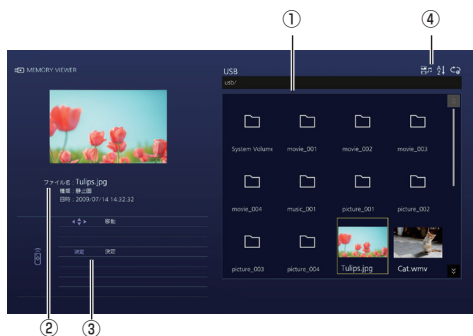 ① ④
MEMORY VIEWER
USB
usb/
System Volume movie_001 movie_002 movie_003
ファイル名 : Tulips.jpg
種類 : 静止画
日時 : 2009/07/14 14:32:32
movie_004 music_001 picture_001 picture_002
移動
決定 決定
picture_003 picture_004 Tulips.jpg Cat.wmv
② ③